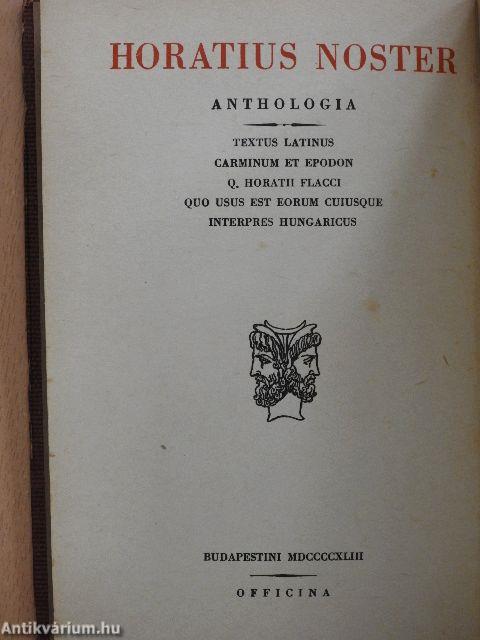 HORATIUS NOSTER
ANTHOLOGIA
TEXTUS LATINUS
CARMINUM ET EPODON
Q. HORATII FLACCI
QUO USUS EST EORUM CUIUSQUE
INTERPRES HUNGARICUS
BUDAPESTINI MDCCCCXLIII
OFFICINA
Antikvárium.hu